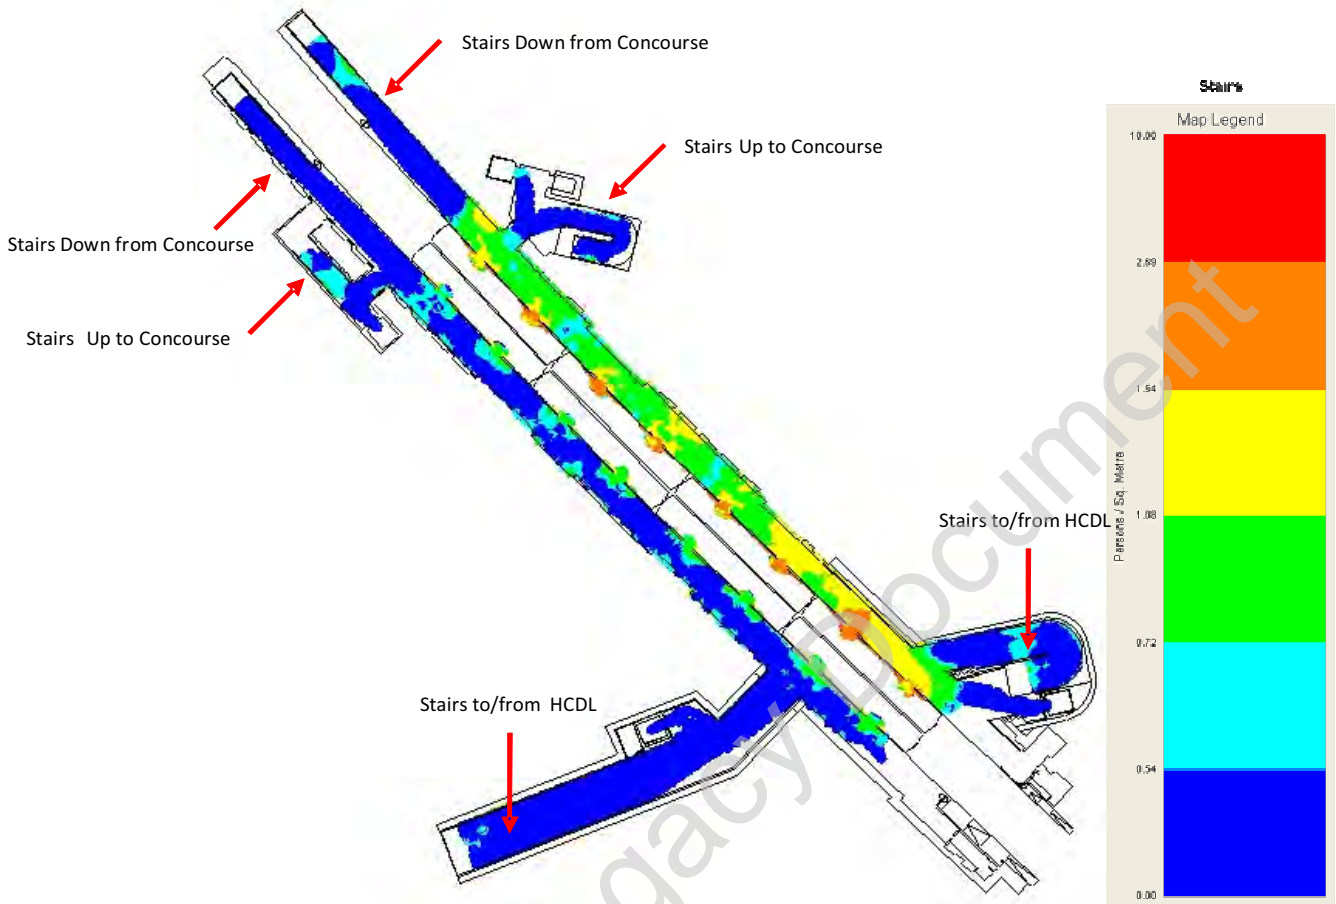 Stairs Down from Concourse
Stairs Up to Concourse
Stairs Down from Concourse
Stairs Up to Concourse
Stairs to/from HCDL
Stairs to/from HCDL
Stairs
Map Legend
10.00
2.69
1.54
1.08
0.72
0.54
0.00
Persons / Sq. Metre
gacy Document